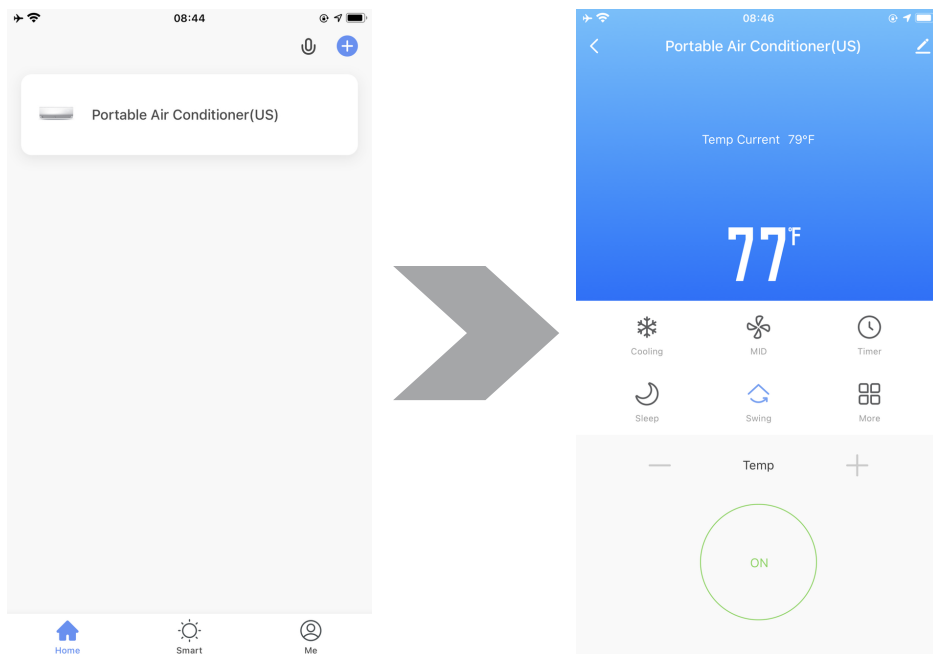 08:44
Portable Air Conditioner(US)
Home
Smart
Me
08:46
Portable Air Conditioner(US)
Temp Current 79°F
77°F
Cooling
MID
Timer
Sleep
Swing
More
Temp
ON